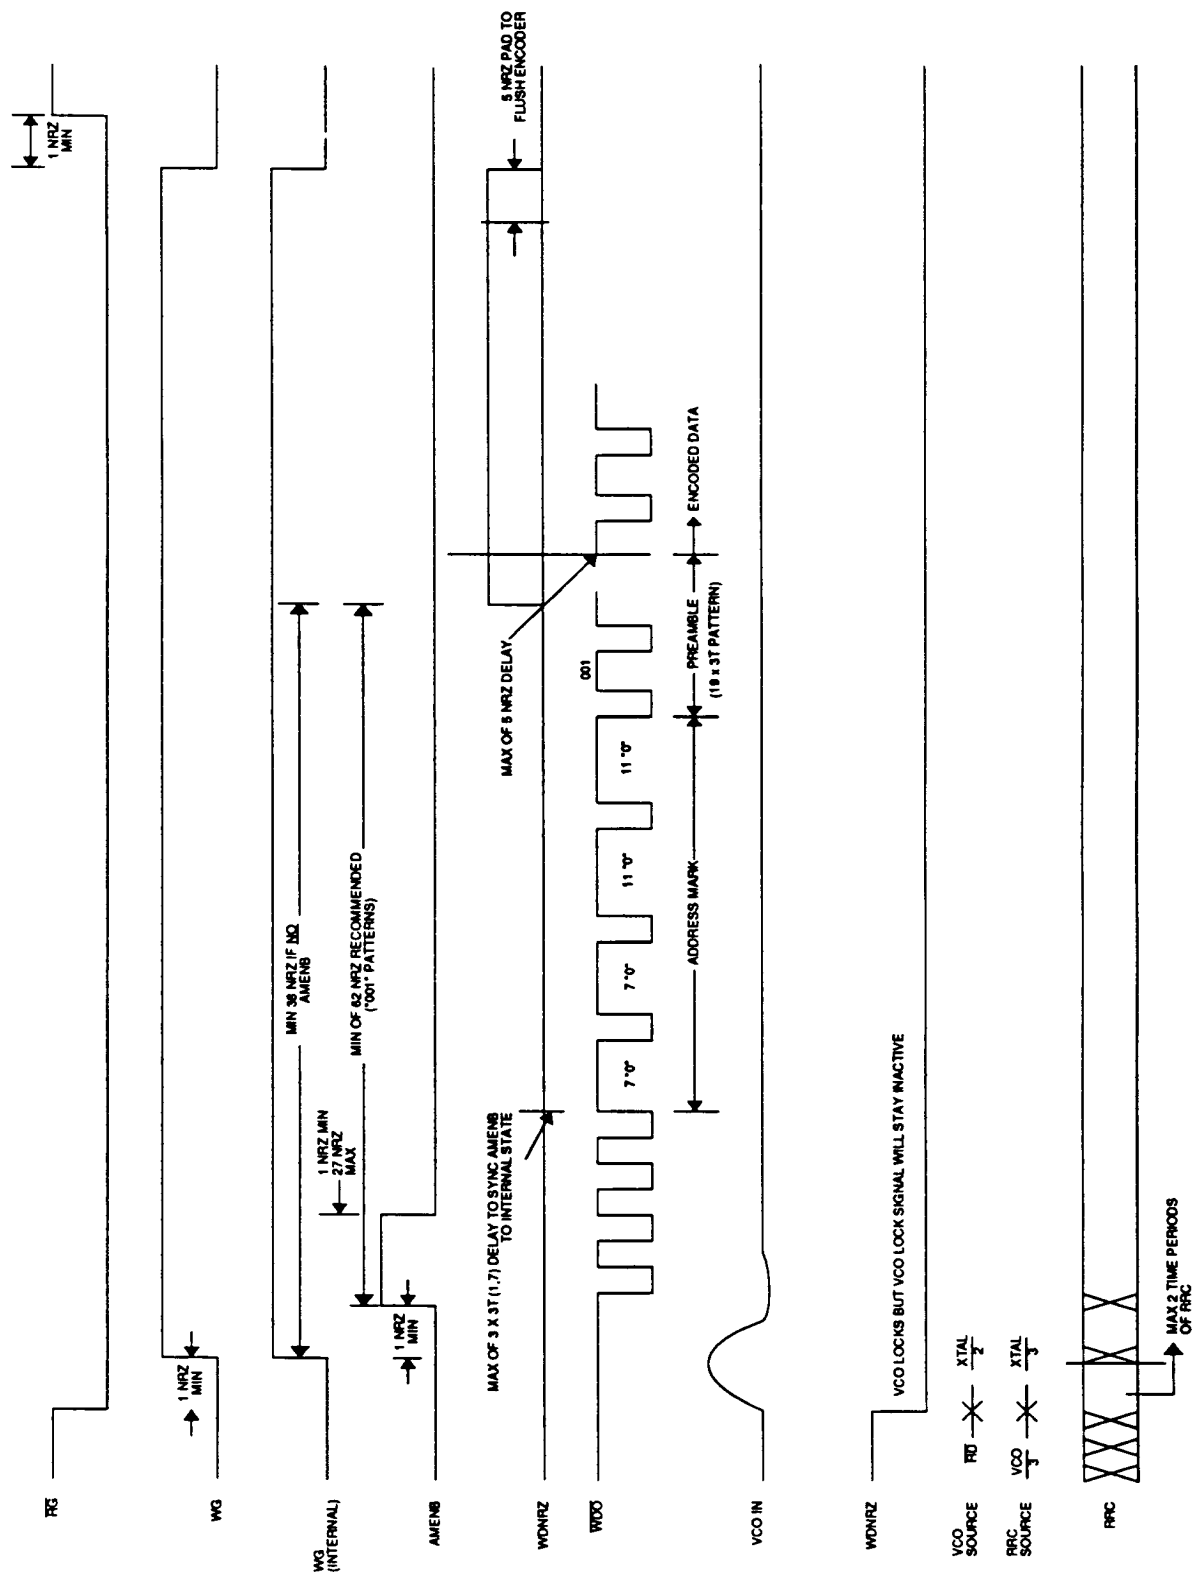 RG
1 NRZ
MIN
WG
1 NRZ
MIN
WG
(INTERNAL)
MIN 36 NRZ IF NO
AMENB
1 NRZ MIN
27 NRZ
MAX
MIN OF 62 NRZ RECOMMENDED
("001" PATTERNS)
AMENB
1 NRZ
MIN
5 NRZ PAD TO
FLUSH ENCODER
WDNRZ
MAX OF 3 X 3T (1,7) DELAY TO SYNC AMENB
TO INTERNAL STATE
MAX OF 5 NRZ DELAY
WDO
7 "0"
7 "0"
11 "0"
11 "0"
001
ADDRESS MARK
PREAMBLE
ENCODED DATA
(19 x 3T PATTERN)
VCO IN
WDNRZ
VCO LOCKS BUT VCO LOCK SIGNAL WILL STAY INACTIVE
VCO
SOURCE
RD
XTAL
2
RRC
SOURCE
VCO
3
XTAL
3
RRC
MAX 2 TIME PERIODS
OF RRC